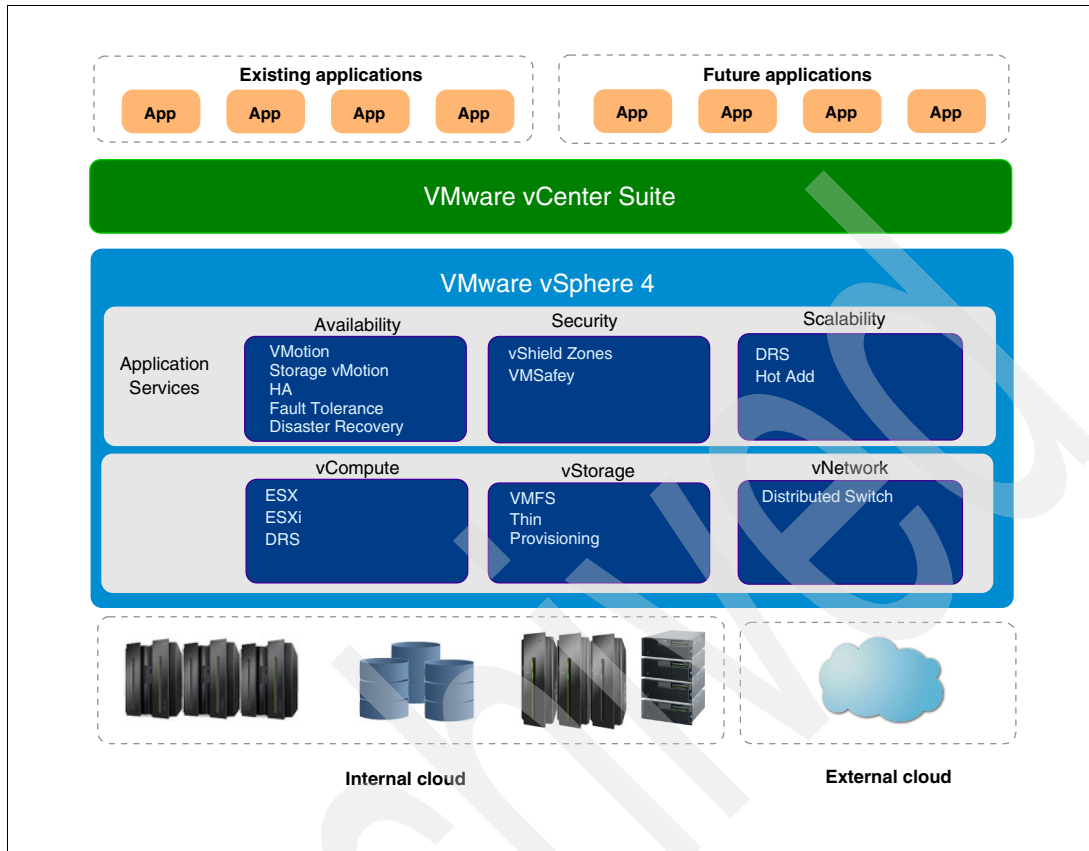 Existing applications
Future applications
App App App App
App App App App
VMware vCenter Suite
VMware vSphere 4
Application
Services
Availability
VMotion
Storage vMotion
HA
Fault Tolerance
Disaster Recovery
Security
vShield Zones
VMSafey
Scalability
DRS
Hot Add
vCompute
ESX
ESXi
DRS
vStorage
VMFS
Thin
Provisioning
vNetwork
Distributed Switch
Internal cloud
External cloud